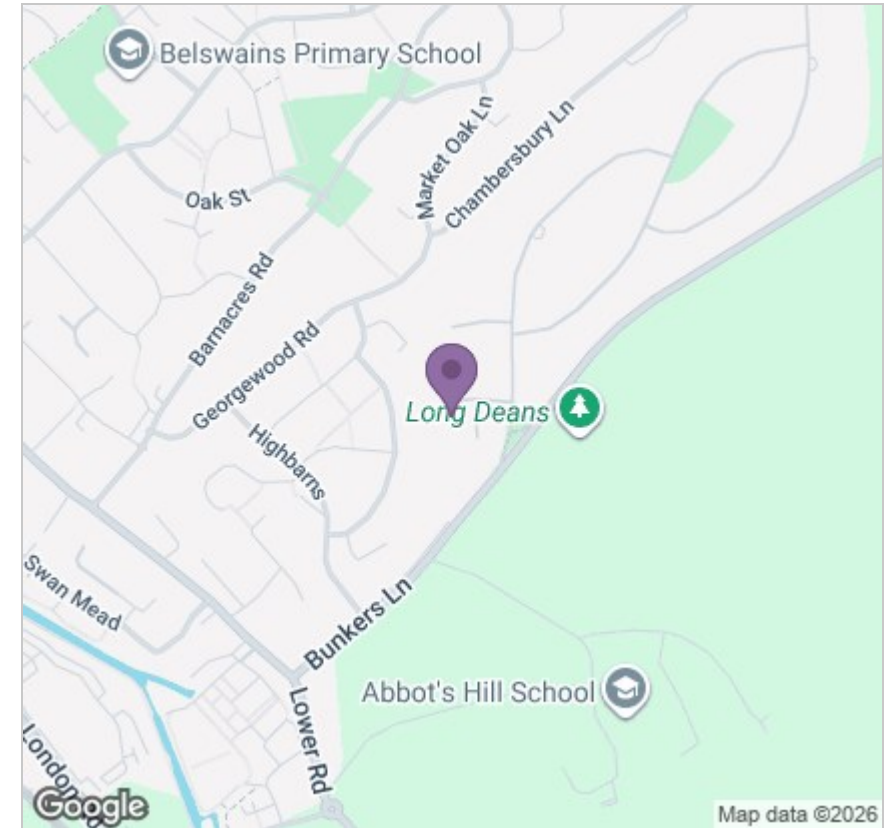 Belswains Primary School
Market Oak Ln
Chambersbury Ln
Oak St
Barnacres Rd
Georgewood Rd
Long Deans
Highbarns
Swan Mead
Bunkers Ln
Abbot's Hill School
Lower Rd
London
Google
Map data ©2026